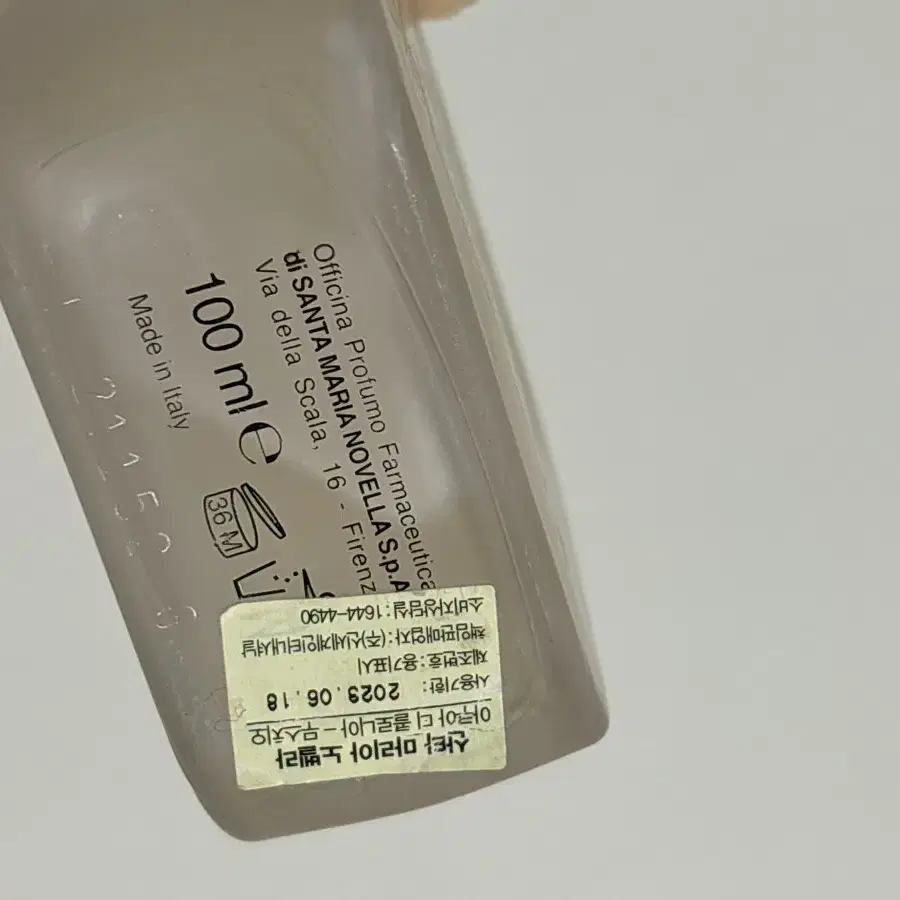 Officina Profumo Farmaceutica
di SANTA MARIA NOVELLA S.p.A
Via della Scala, 16 - Firenz
100 ml e
Made in Italy
36 M
산타 마리아 노벨라
아쿠아 디 콜로니아 - 무스치오
사용기한: 2023.06.18
제조번호:용기표시
책임판매업자:(주)신세계인터내셔날
소비자상담실:1644-4490